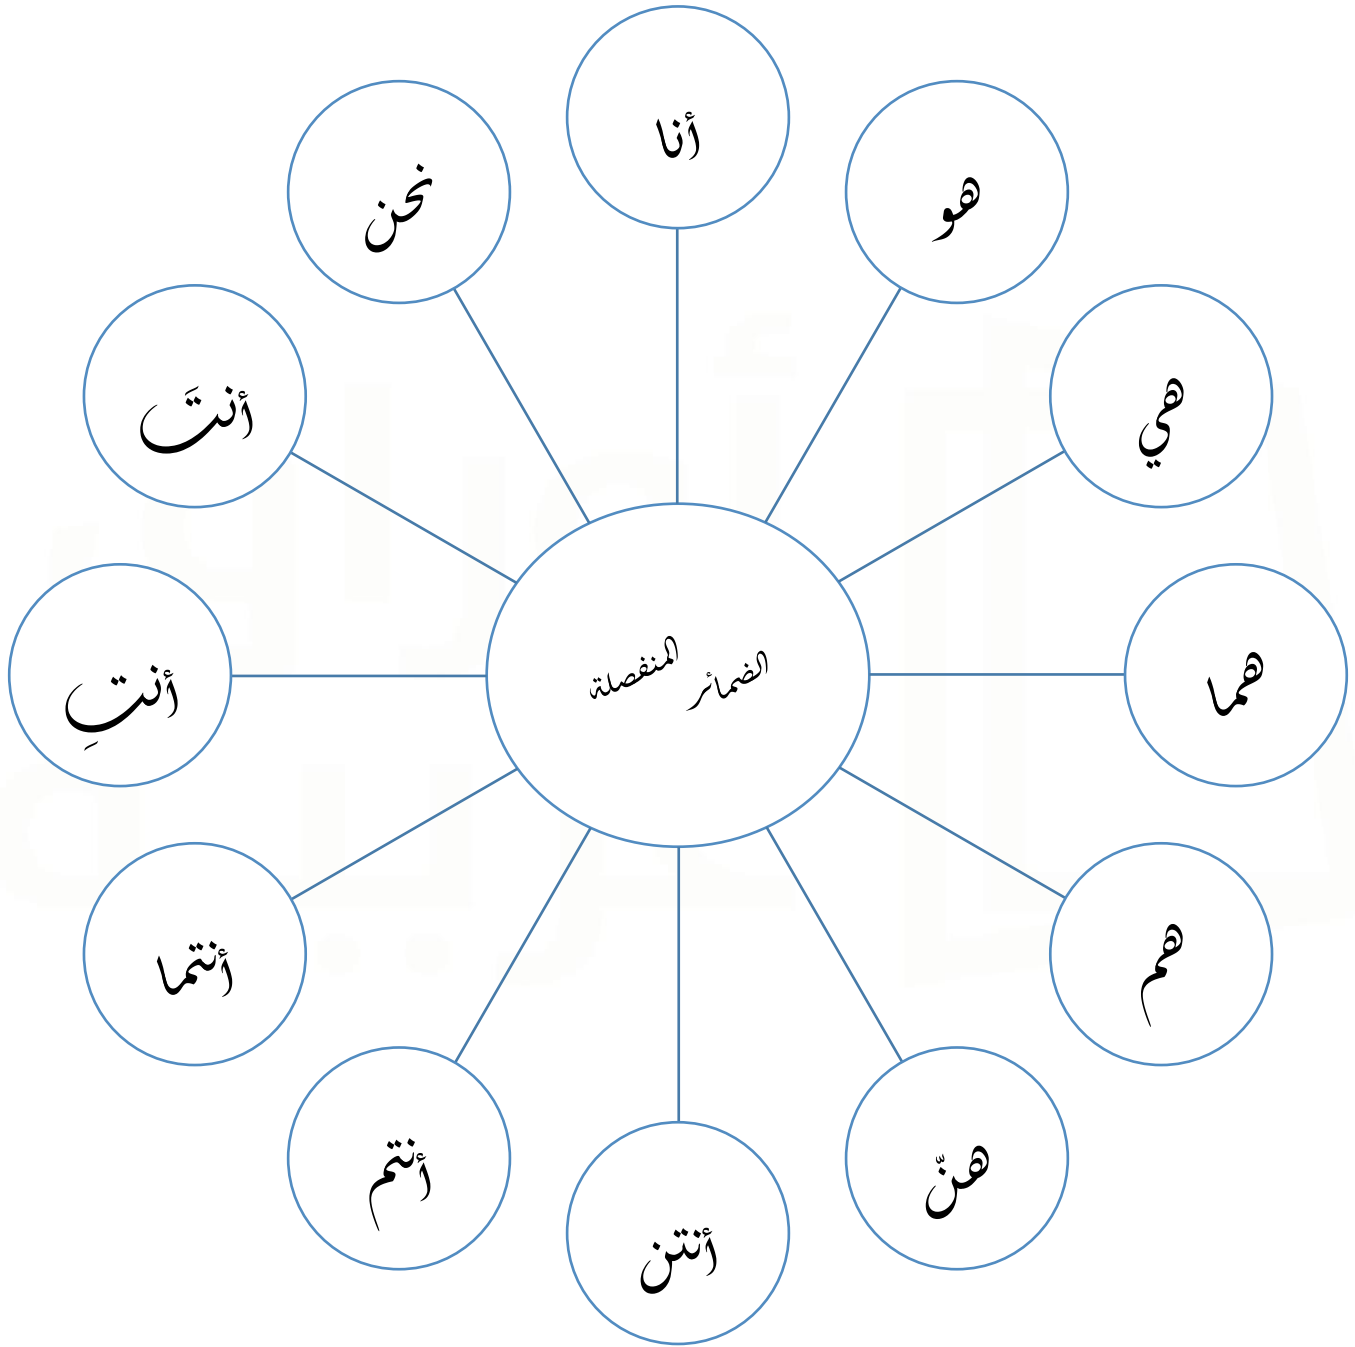 أنا
هو
هي
هما
هم
هنّ
أنتن
أنتم
أنتما
أنتِ
أنتَ
نحن
الضمائر المنفصلة